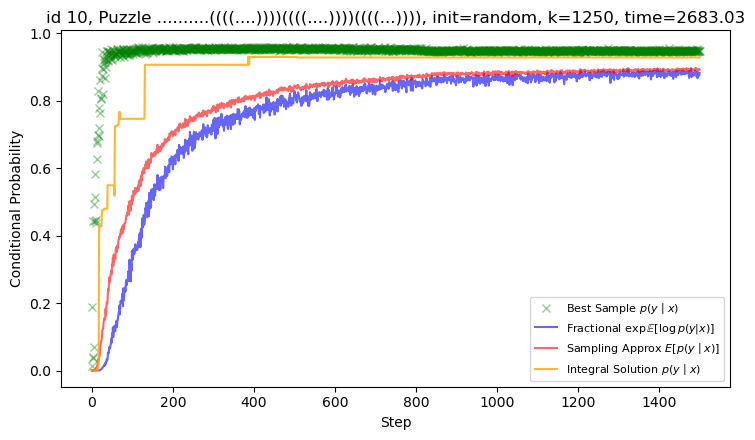 id 10, Puzzle ..........((((....))))((((....))))((((...)))), init=random, k=1250, time=2683.03
Conditional Probability
1.0
0.8
0.6
0.4
0.2
0.0
Best Sample p(y | x)
Fractional exp𝔼[log p(y|x)]
Sampling Approx E[p(y | x)]
Integral Solution p(y | x)
0 200 400 600 800 1000 1200 1400
Step